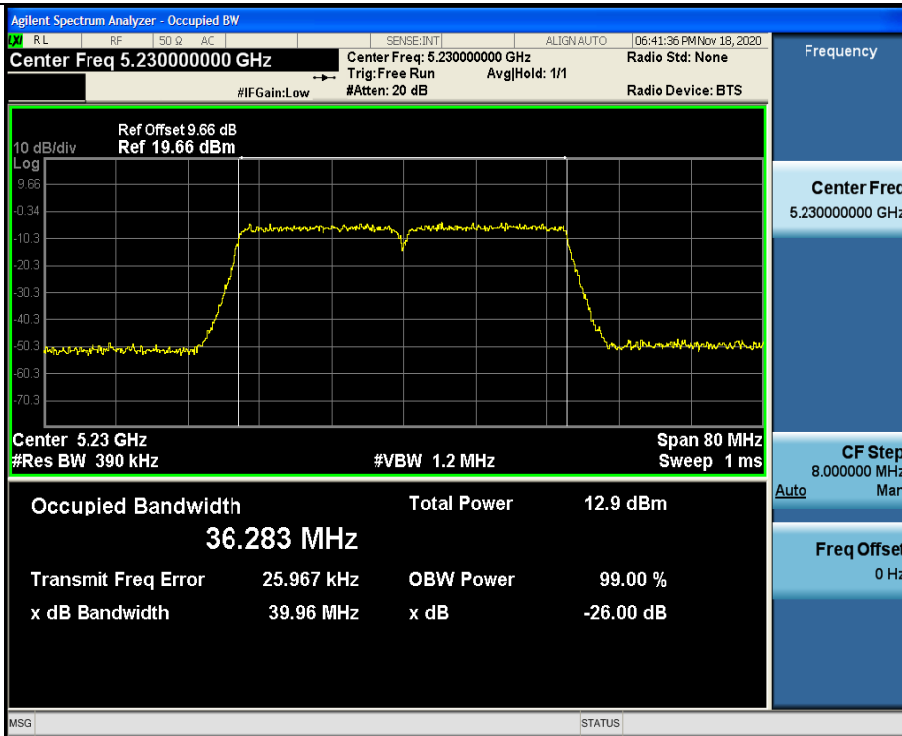 Agilent Spectrum Analyzer - Occupied BW
LXI RL RF 50 Ω AC SENSE:INT ALIGN AUTO 06:41:36 PM Nov 18, 2020
Center Freq 5.230000000 GHz
Center Freq: 5.230000000 GHz
Radio Std: None
Trig: Free Run Avg|Hold: 1/1
#IFGain:Low
#Atten: 20 dB
Radio Device: BTS
Ref Offset 9.66 dB
10 dB/div Ref 19.66 dBm
Log
9.66
-0.34
-10.3
-20.3
-30.3
-40.3
-50.3
-60.3
-70.3
Center 5.23 GHz
Span 80 MHz
#Res BW 390 kHz
#VBW 1.2 MHz
Sweep 1 ms
Occupied Bandwidth
Total Power 12.9 dBm
36.283 MHz
Transmit Freq Error 25.967 kHz
OBW Power 99.00 %
x dB Bandwidth 39.96 MHz
x dB -26.00 dB
MSG
STATUS
Frequency
Center Freq
5.230000000 GHz
CF Step
8.000000 MHz
Auto Man
Freq Offset
0 Hz